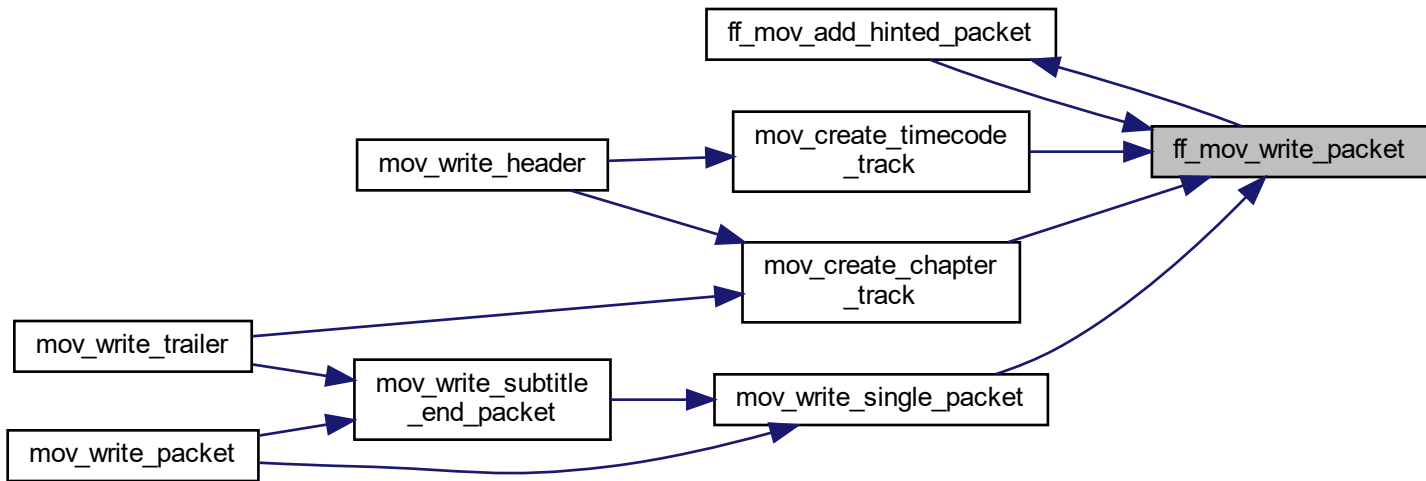 ff_mov_add_hinted_packet
mov_create_timecode
_track
ff_mov_write_packet
mov_write_header
mov_create_chapter
_track
mov_write_trailer
mov_write_subtitle
_end_packet
mov_write_single_packet
mov_write_packet